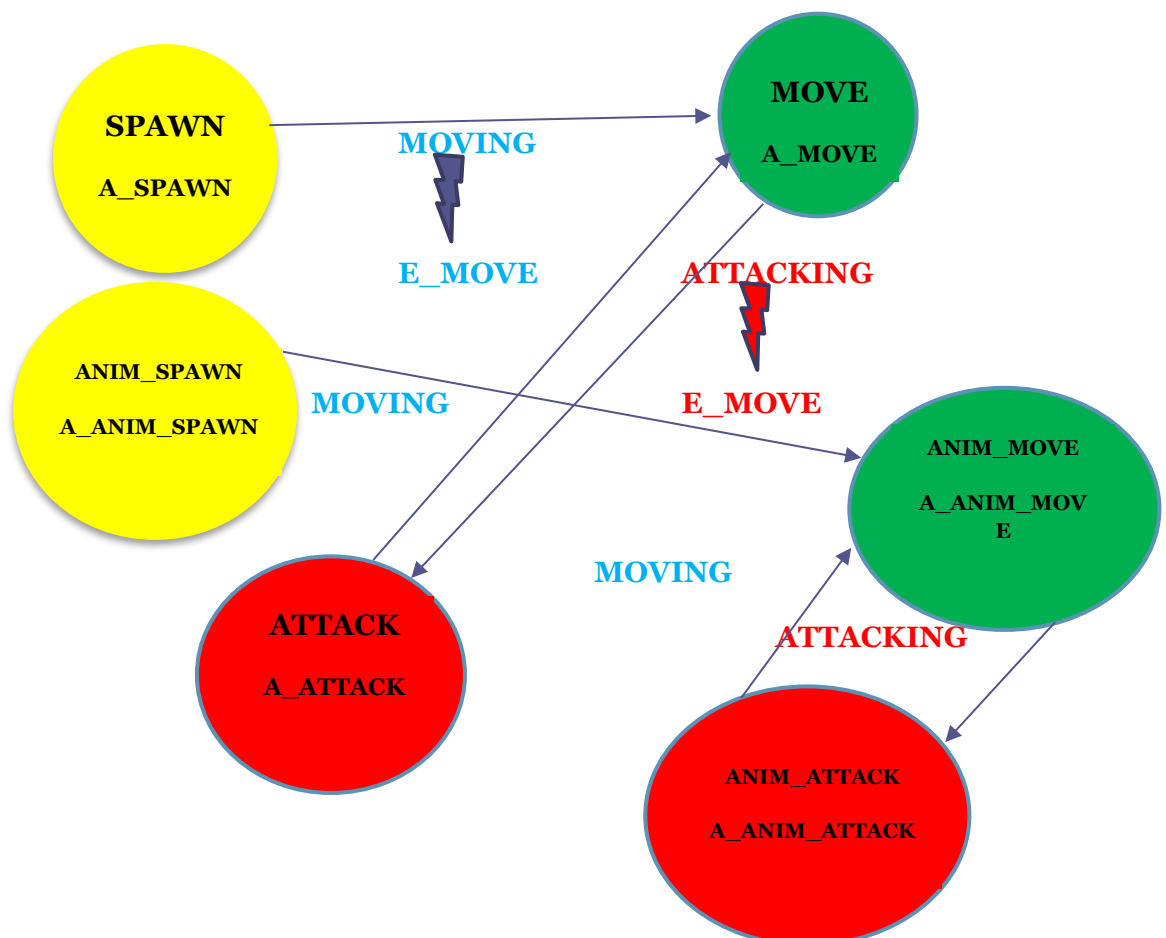 SPAWN
A_SPAWN
MOVING
E_MOVE
MOVE
A_MOVE
ATTACKING
E_MOVE
ANIM_SPAWN
A_ANIM_SPAWN
MOVING
ANIM_MOVE
A_ANIM_MOV
E
ATTACK
A_ATTACK
MOVING
ATTACKING
ANIM_ATTACK
A_ANIM_ATTACK